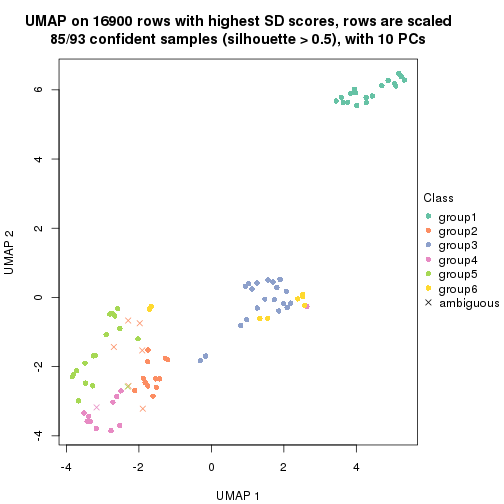 UMAP on 16900 rows with highest SD scores, rows are scaled
85/93 confident samples (silhouette > 0.5), with 10 PCs
6
4
2
0
-2
-4
UMAP 2
-4
-2
0
2
4
UMAP 1
Class
group1
group2
group3
group4
group5
group6
ambiguous